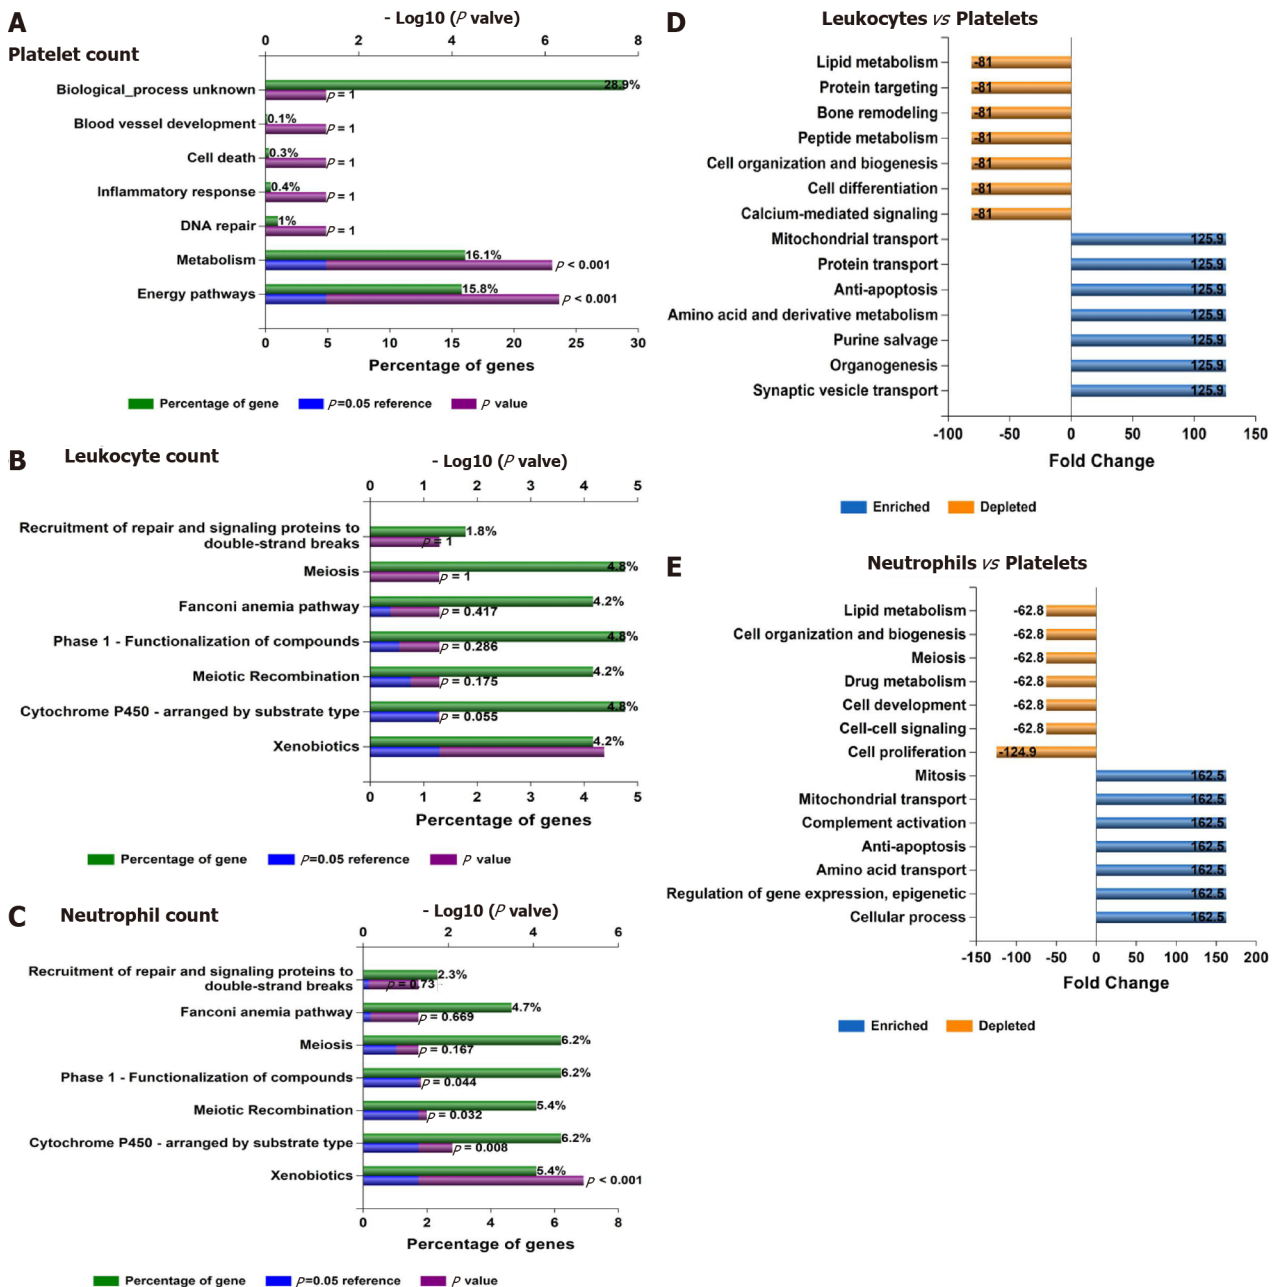 A
Platelet count
- Log10 (P valve)
0 2 4 6 8
Biological_process unknown
28.9%
P = 1
Blood vessel development
0.1%
P = 1
Cell death
0.3%
P = 1
Inflammatory response
0.4%
P = 1
DNA repair
1%
P = 1
Metabolism
16.1%
P < 0.001
Energy pathways
15.8%
P < 0.001
0 5 10 15 20 25 30
Percentage of genes
Percentage of gene P=0.05 reference P value
B
Leukocyte count
- Log10 (P valve)
0 1 2 3 4 5
Recruitment of repair and signaling proteins to
double-strand breaks
1.8%
P = 1
Meiosis
4.8%
P = 1
Fanconi anemia pathway
4.2%
P = 0.417
Phase 1 - Functionalization of compounds
4.8%
P = 0.286
Meiotic Recombination
4.2%
P = 0.175
Cytochrome P450 - arranged by substrate type
4.8%
P = 0.055
Xenobiotics
4.2%
0 1 2 3 4 5
Percentage of genes
Percentage of gene P=0.05 reference P value
C
Neutrophil count
- Log10 (P valve)
0 2 4 6
Recruitment of repair and signaling proteins to
double-strand breaks
2.3%
P = 0.73
Fanconi anemia pathway
4.7%
P = 0.669
Meiosis
6.2%
P = 0.167
Phase 1 - Functionalization of compounds
6.2%
P = 0.044
Meiotic Recombination
5.4%
P = 0.032
Cytochrome P450 - arranged by substrate type
6.2%
P = 0.008
Xenobiotics
5.4%
P < 0.001
0 2 4 6 8
Percentage of genes
Percentage of gene P=0.05 reference P value
D
Leukocytes vs Platelets
Lipid metabolism -81
Protein targeting -81
Bone remodeling -81
Peptide metabolism -81
Cell organization and biogenesis -81
Cell differentiation -81
Calcium-mediated signaling -81
Mitochondrial transport 125.9
Protein transport 125.9
Anti-apoptosis 125.9
Amino acid and derivative metabolism 125.9
Purine salvage 125.9
Organogenesis 125.9
Synaptic vesicle transport 125.9
-100 -50 0 50 100 150
Fold Change
Enriched Depleted
E
Neutrophils vs Platelets
Lipid metabolism -62.8
Cell organization and biogenesis -62.8
Meiosis -62.8
Drug metabolism -62.8
Cell development -62.8
Cell-cell signaling -62.8
Cell proliferation -124.9
Mitosis 162.5
Mitochondrial transport 162.5
Complement activation 162.5
Anti-apoptosis 162.5
Amino acid transport 162.5
Regulation of gene expression, epigenetic 162.5
Cellular process 162.5
-150 -100 -50 0 50 100 150 200
Fold Change
Enriched Depleted